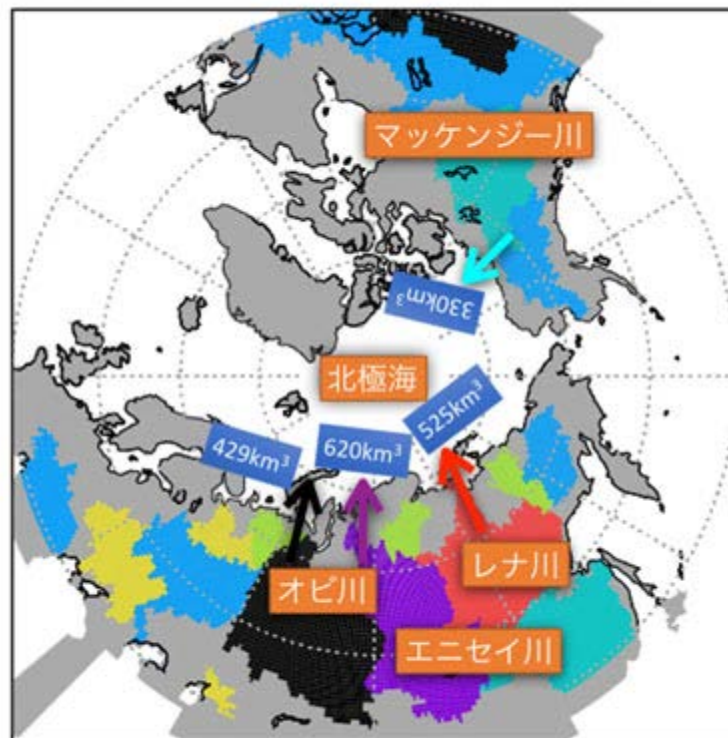 マッケンジー川
330km³
北極海
525km³
429km³
620km³
レナ川
オビ川
エニセイ川